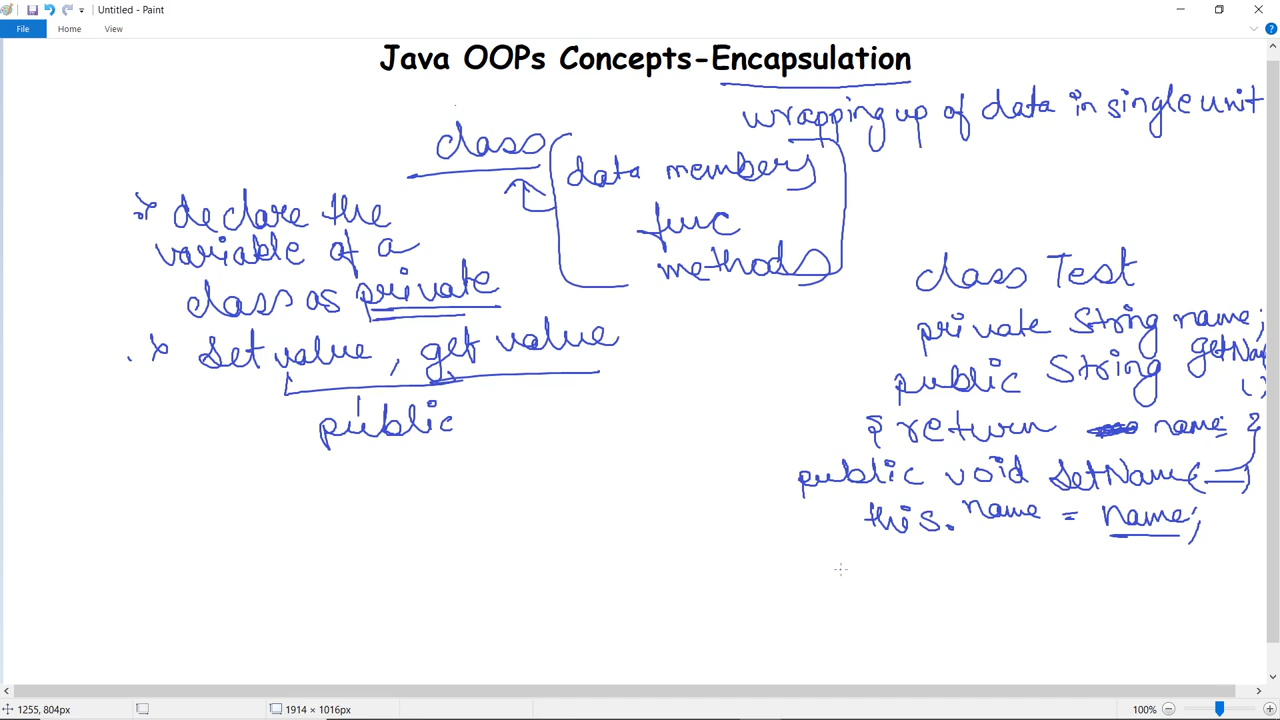 Untitled - Paint
File Home View
Java OOPs Concepts-Encapsulation
wrapping up of data in single unit
class
data members
func
methods
* declare the
variable of a
class as private
* set value, get value
public
class Test
private String name;
public String getNa
()
{ return name }
public void setName( )
this.name = name;
1255, 804px
1914 × 1016px
100%